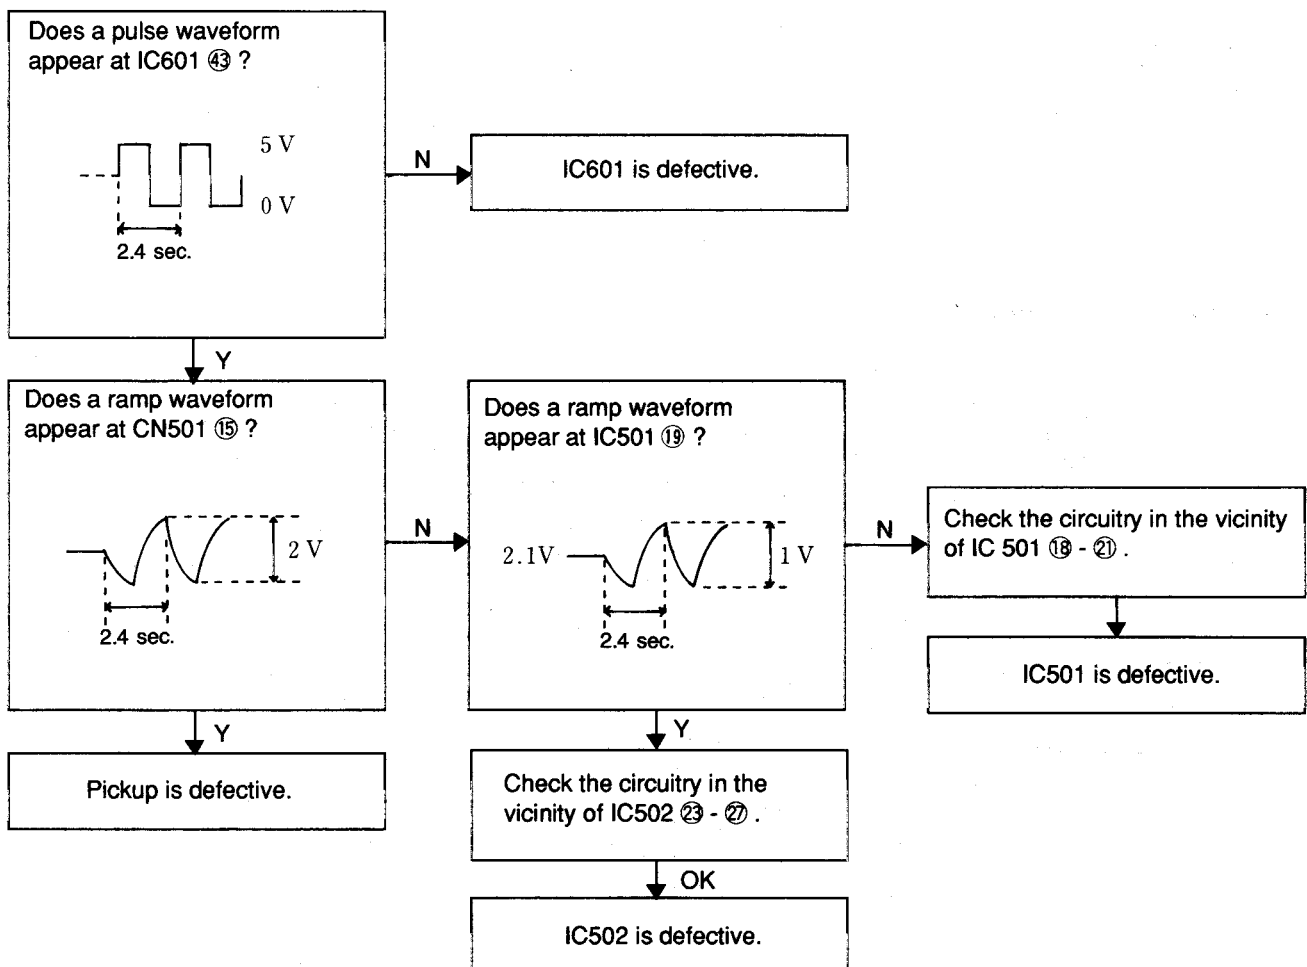 Does a pulse waveform
appear at IC601 ㊸ ?
5 V
0 V
2.4 sec.
N
IC601 is defective.
Y
Does a ramp waveform
appear at CN501 ⑮ ?
2 V
2.4 sec.
N
Does a ramp waveform
appear at IC501 ⑲ ?
2.1V
1 V
2.4 sec.
N
Check the circuitry in the vicinity
of IC 501 ⑱ - ㉑ .
IC501 is defective.
Y
Pickup is defective.
Y
Check the circuitry in the
vicinity of IC502 ㉓ - ㉗ .
OK
IC502 is defective.